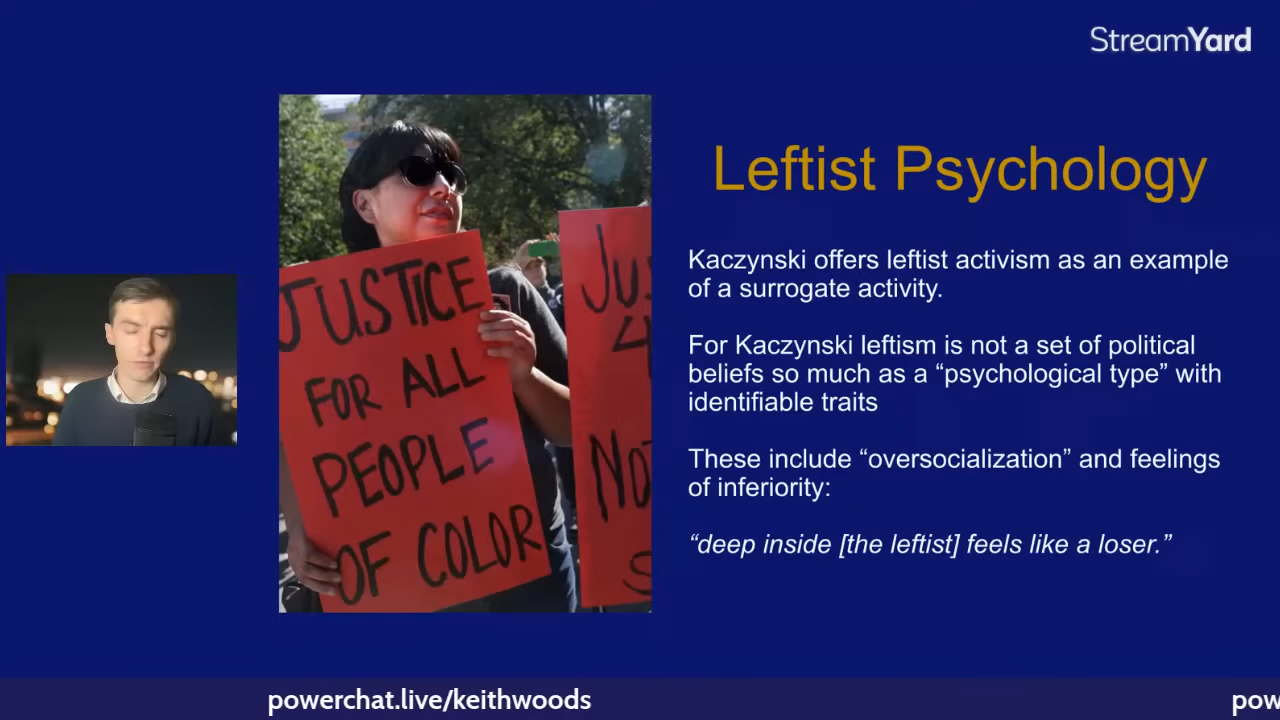 StreamYard
Leftist Psychology
Kaczynski offers leftist activism as an example
of a surrogate activity.
For Kaczynski leftism is not a set of political
beliefs so much as a “psychological type” with
identifiable traits
These include “oversocialization” and feelings
of inferiority:
“deep inside [the leftist] feels like a loser.”
JUSTICE
FOR ALL
PEOPLE
OF COLOR
powerchat.live/keithwoods